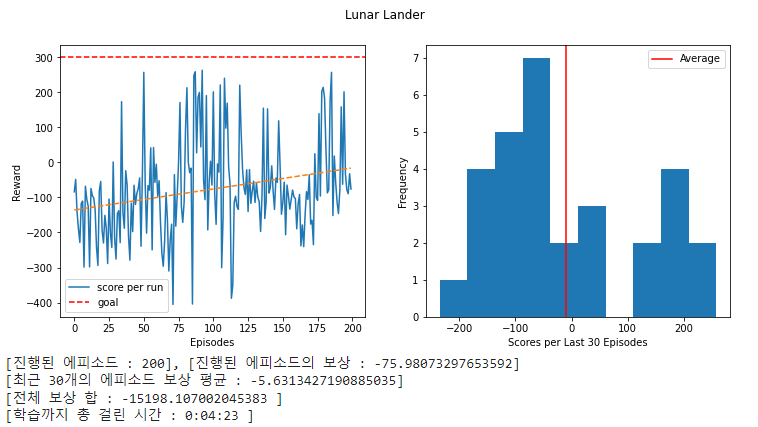 Lunar Lander
300
200
100
0
−100
−200
−300
−400
Reward
0 25 50 75 100 125 150 175 200
Episodes
score per run
goal
7
6
5
4
3
2
1
0
Frequency
−200 −100 0 100 200
Scores per Last 30 Episodes
Average
[진행된 에피소드 : 200], [진행된 에피소드의 보상 : -75.98073297653592]
[최근 30개의 에피소드 보상 평균 : -5.6313427190885035]
[전체 보상 합 : -15198.107002045383 ]
[학습까지 총 걸린 시간 : 0:04:23 ]